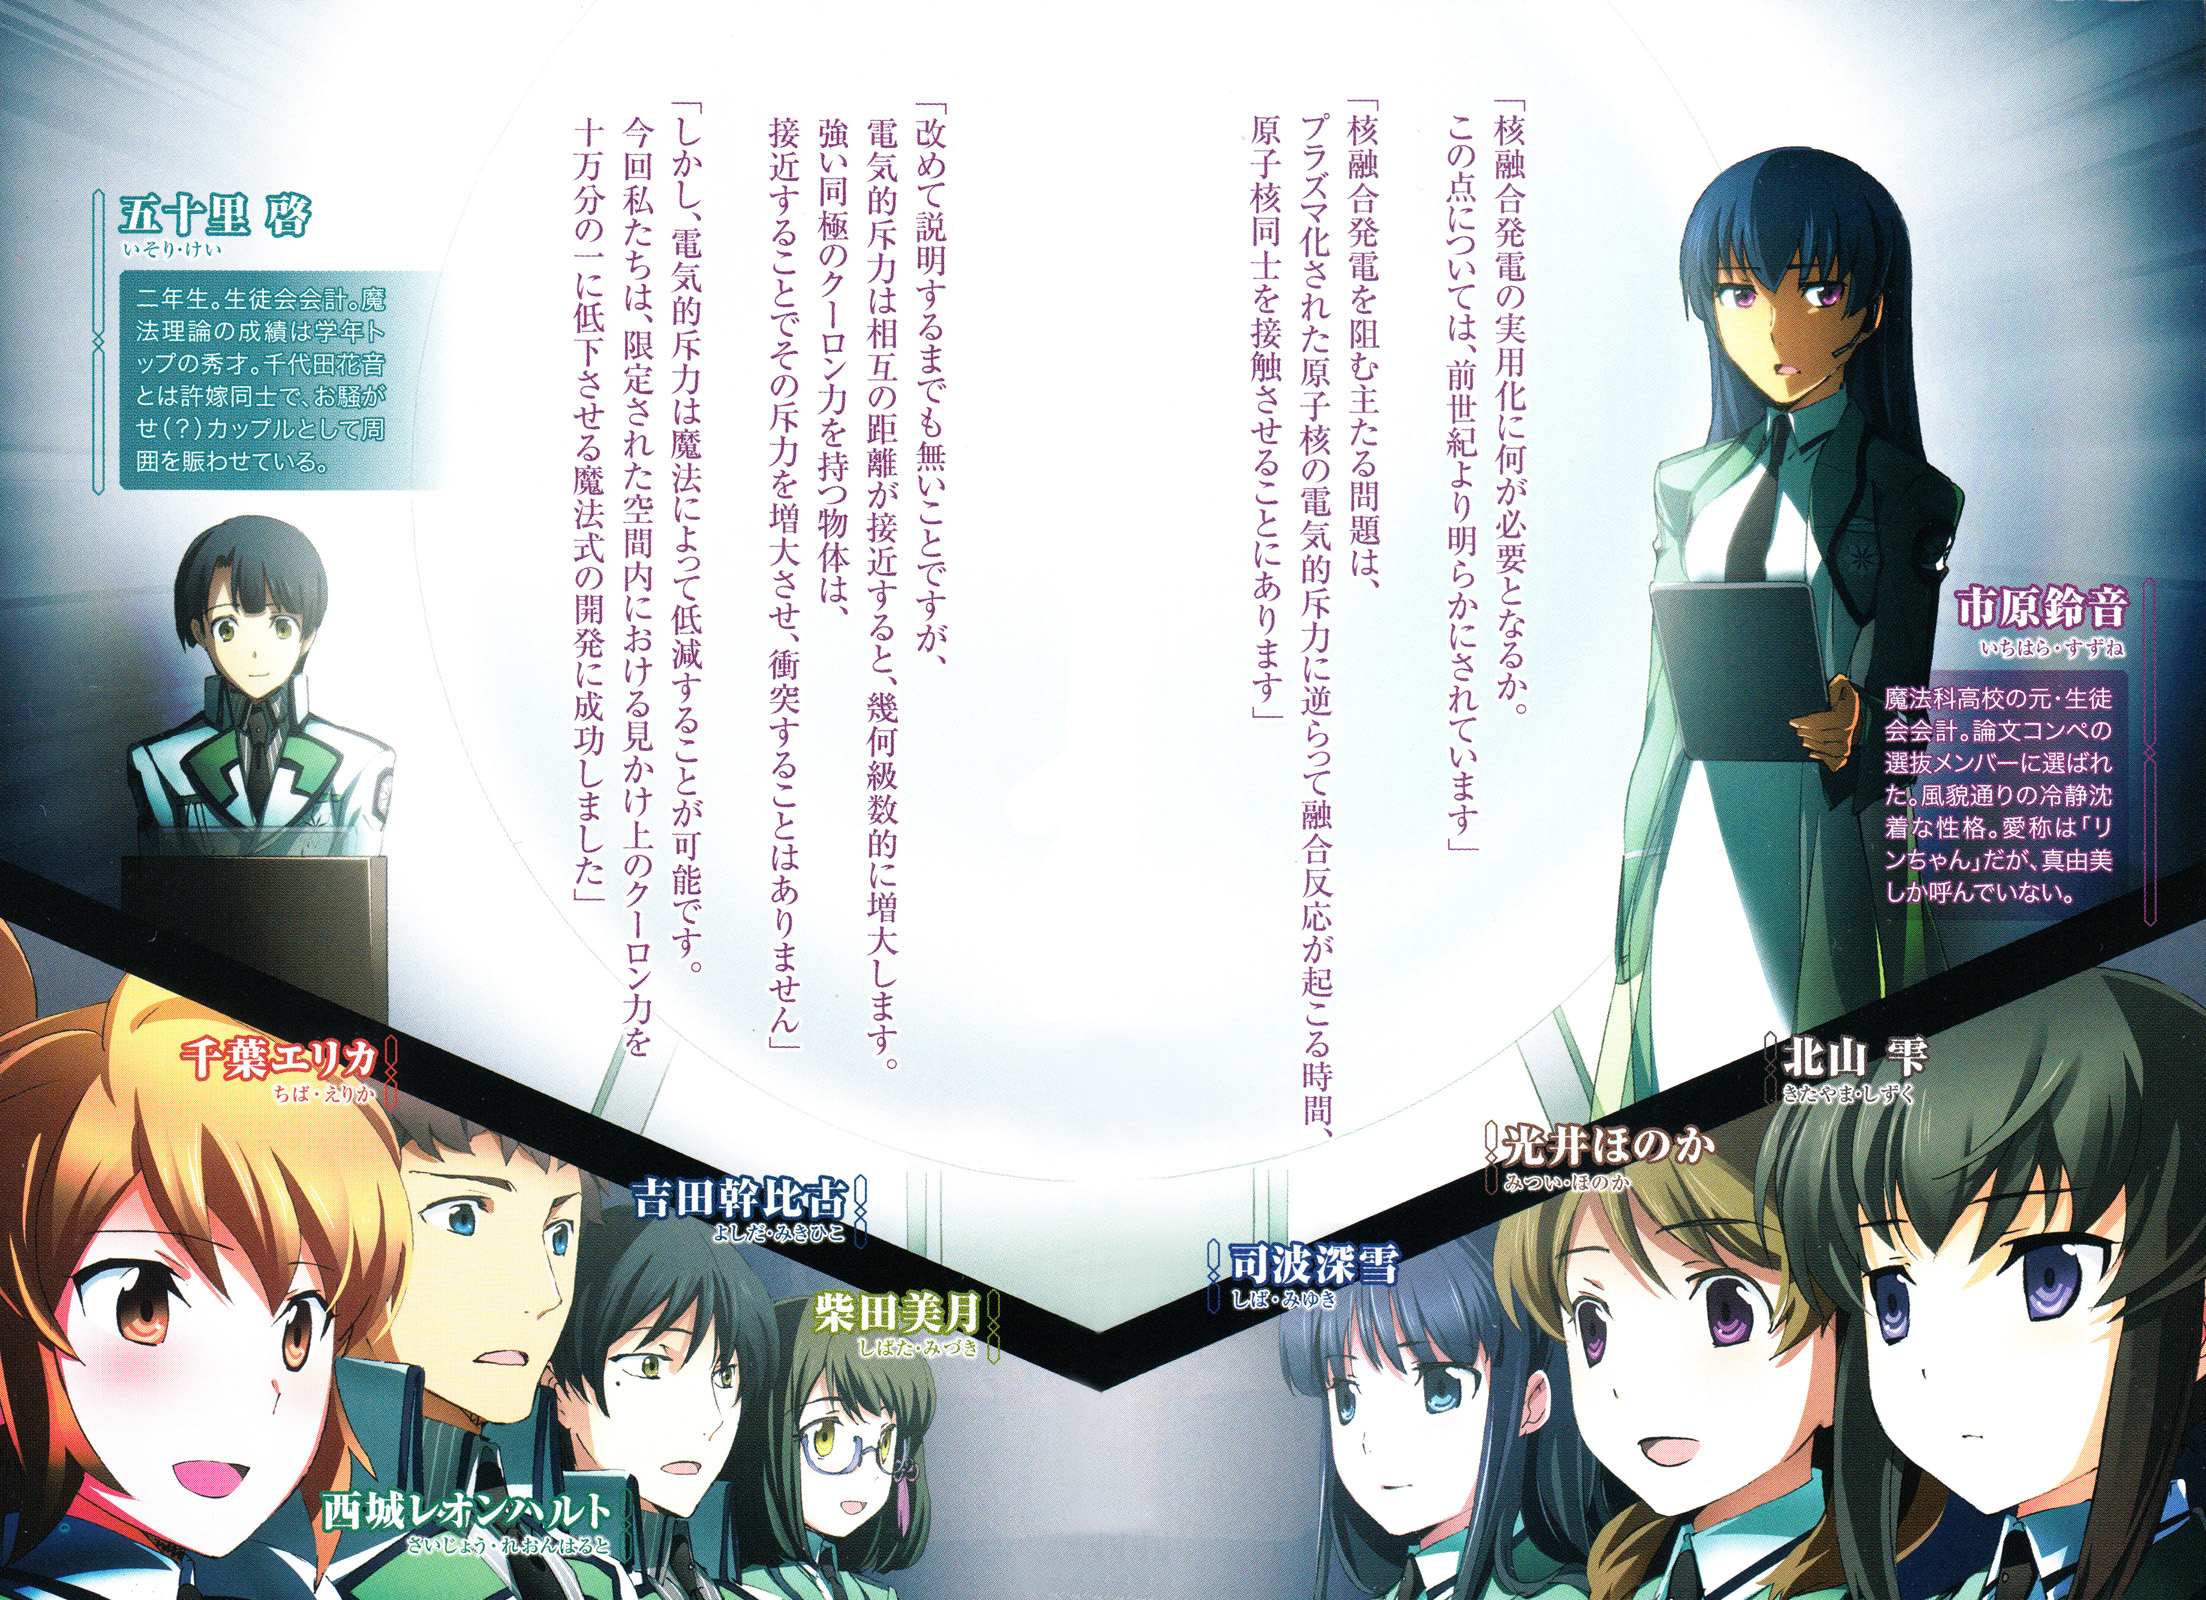 市原鈴音
いちはら・すずね
魔法科高校の元・生徒
会会計。論文コンペの
選抜メンバーに選ばれ
た。風貌通りの冷静沈
着な性格。愛称は「リ
ンちゃん」だが、真由美
しか呼んでいない。
「核融合発電の実用化に何が必要となるか。
この点については、前世紀より明らかにされています」
「核融合発電を阻む主たる問題は、
プラズマ化された原子核の電気的斥力に逆らって融合反応が起こる時間、
原子核同士を接触させることにあります」
「改めて説明するまでも無いことですが、
電気的斥力は相互の距離が接近すると、幾何級数的に増大します。
強い同極のクーロン力を持つ物体は、
接近することでその斥力を増大させ、衝突することはありません」
「しかし、電気的斥力は魔法によって低減することが可能です。
今回私たちは、限定された空間内における見かけ上のクーロン力を
十万分の一に低下させる魔法式の開発に成功しました」
五十里 啓
いそり・けい
二年生。生徒会会計。魔
法理論の成績は学年ト
ップの秀才。千代田花音
とは許嫁同士で、お騒が
せ(？)カップルとして周
囲を賑わせている。
北山 雫
きたやま・しずく
光井ほのか
みつい・ほのか
司波深雪
しば・みゆき
柴田美月
しばた・みづき
吉田幹比古
よしだ・みきひこ
西城レオンハルト
さいじょう・れおんはると
千葉エリカ
ちば・えりか